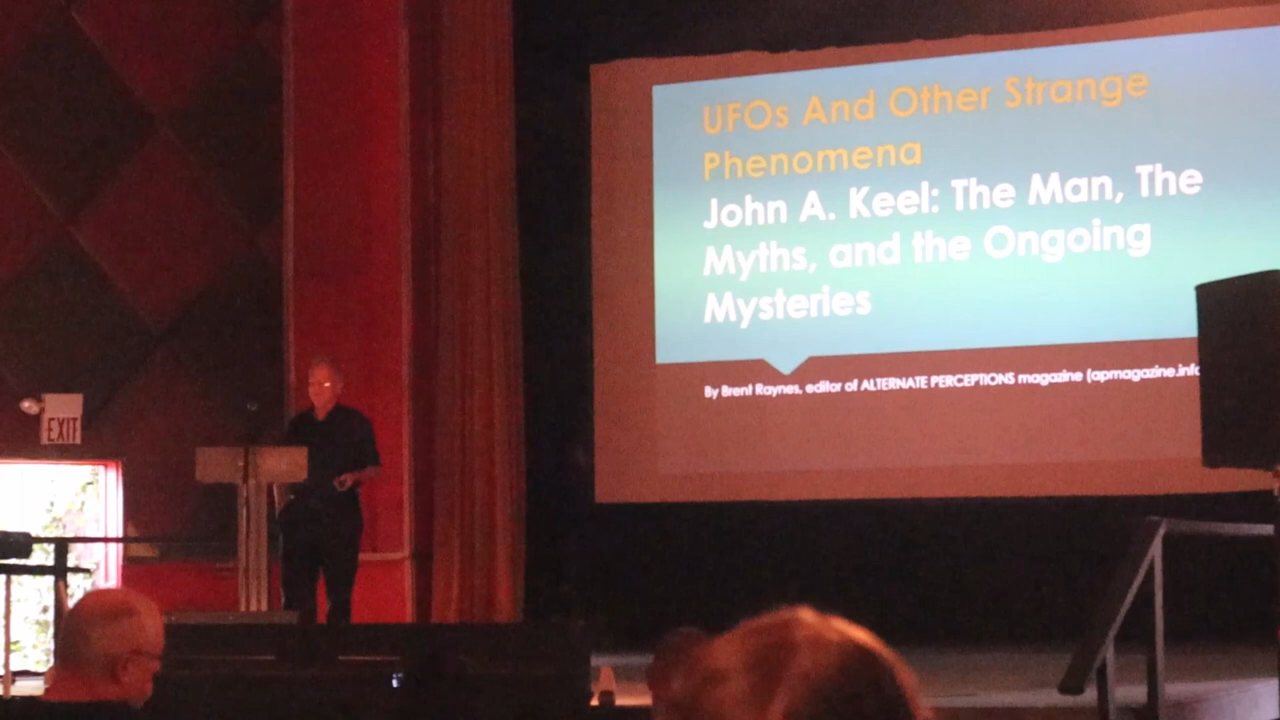 UFOs And Other Strange
Phenomena
John A. Keel: The Man, The
Myths, and the Ongoing
Mysteries
By Brent Raynes, editor of ALTERNATE PERCEPTIONS magazine (apmagazine.info
EXIT